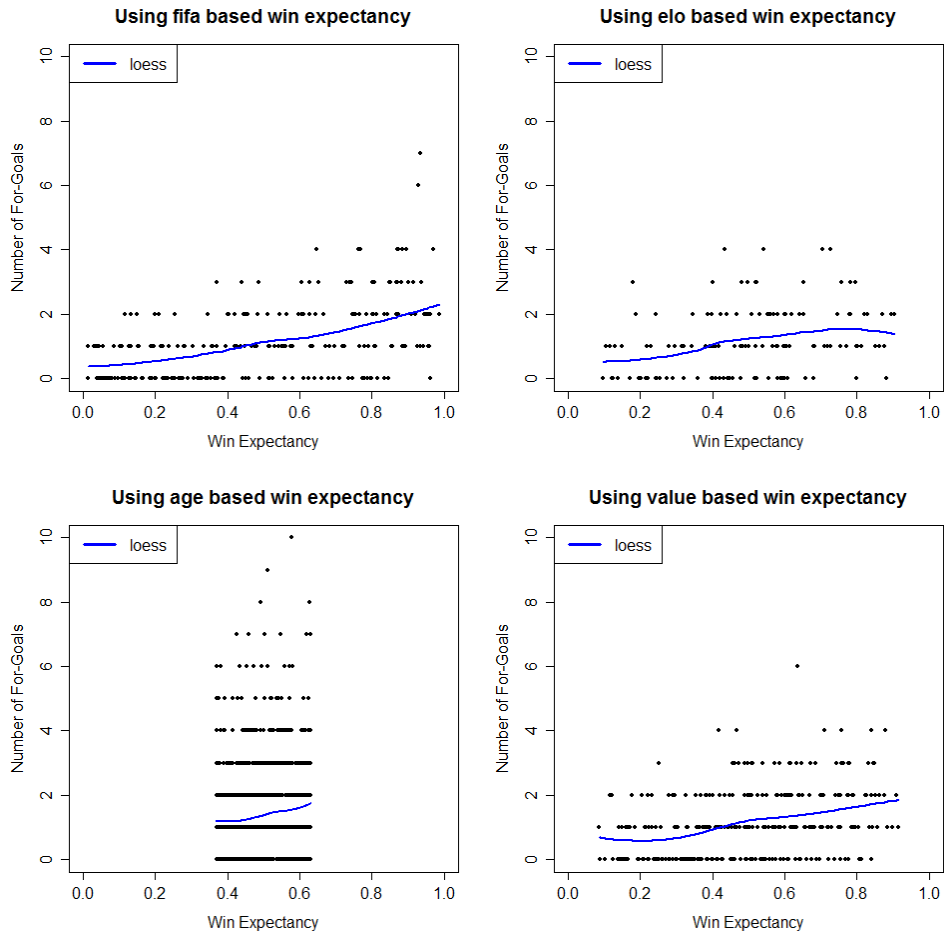 Using fifa based win expectancy
loess
Number of For-Goals
0 2 4 6 8 10
0.0 0.2 0.4 0.6 0.8 1.0
Win Expectancy
Using elo based win expectancy
loess
Number of For-Goals
0 2 4 6 8 10
0.0 0.2 0.4 0.6 0.8 1.0
Win Expectancy
Using age based win expectancy
loess
Number of For-Goals
0 2 4 6 8 10
0.0 0.2 0.4 0.6 0.8 1.0
Win Expectancy
Using value based win expectancy
loess
Number of For-Goals
0 2 4 6 8 10
0.0 0.2 0.4 0.6 0.8 1.0
Win Expectancy